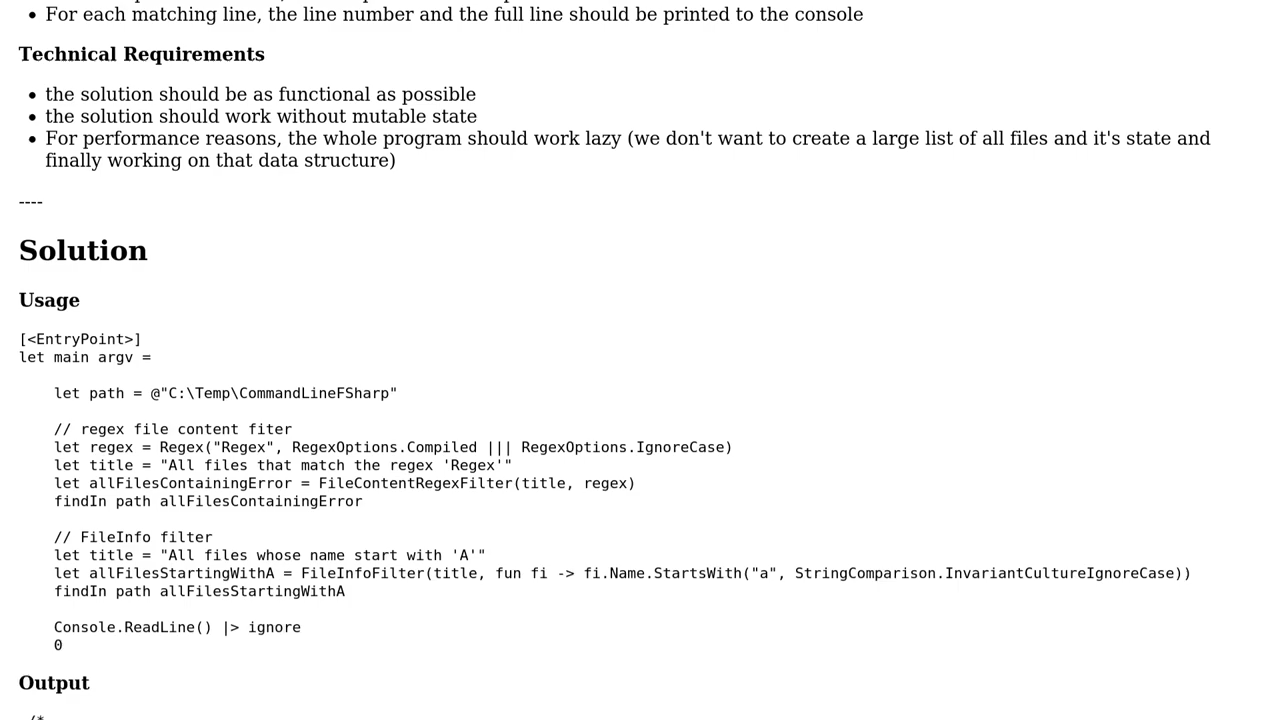 For each matching line, the line number and the full line should be printed to the console
Technical Requirements
the solution should be as functional as possible
the solution should work without mutable state
For performance reasons, the whole program should work lazy (we don't want to create a large list of all files and it's state and
finally working on that data structure)
----
Solution
Usage
[<EntryPoint>]
let main argv =
    let path = @"C:\Temp\CommandLineFSharp"
    // regex file content fiter
    let regex = Regex("Regex", RegexOptions.Compiled ||| RegexOptions.IgnoreCase)
    let title = "All files that match the regex 'Regex'"
    let allFilesContainingError = FileContentRegexFilter(title, regex)
    findIn path allFilesContainingError
    // FileInfo filter
    let title = "All files whose name start with 'A'"
    let allFilesStartingWithA = FileInfoFilter(title, fun fi -> fi.Name.StartsWith("a", StringComparison.InvariantCultureIgnoreCase))
    findIn path allFilesStartingWithA
    Console.ReadLine() |> ignore
    0
Output
/*